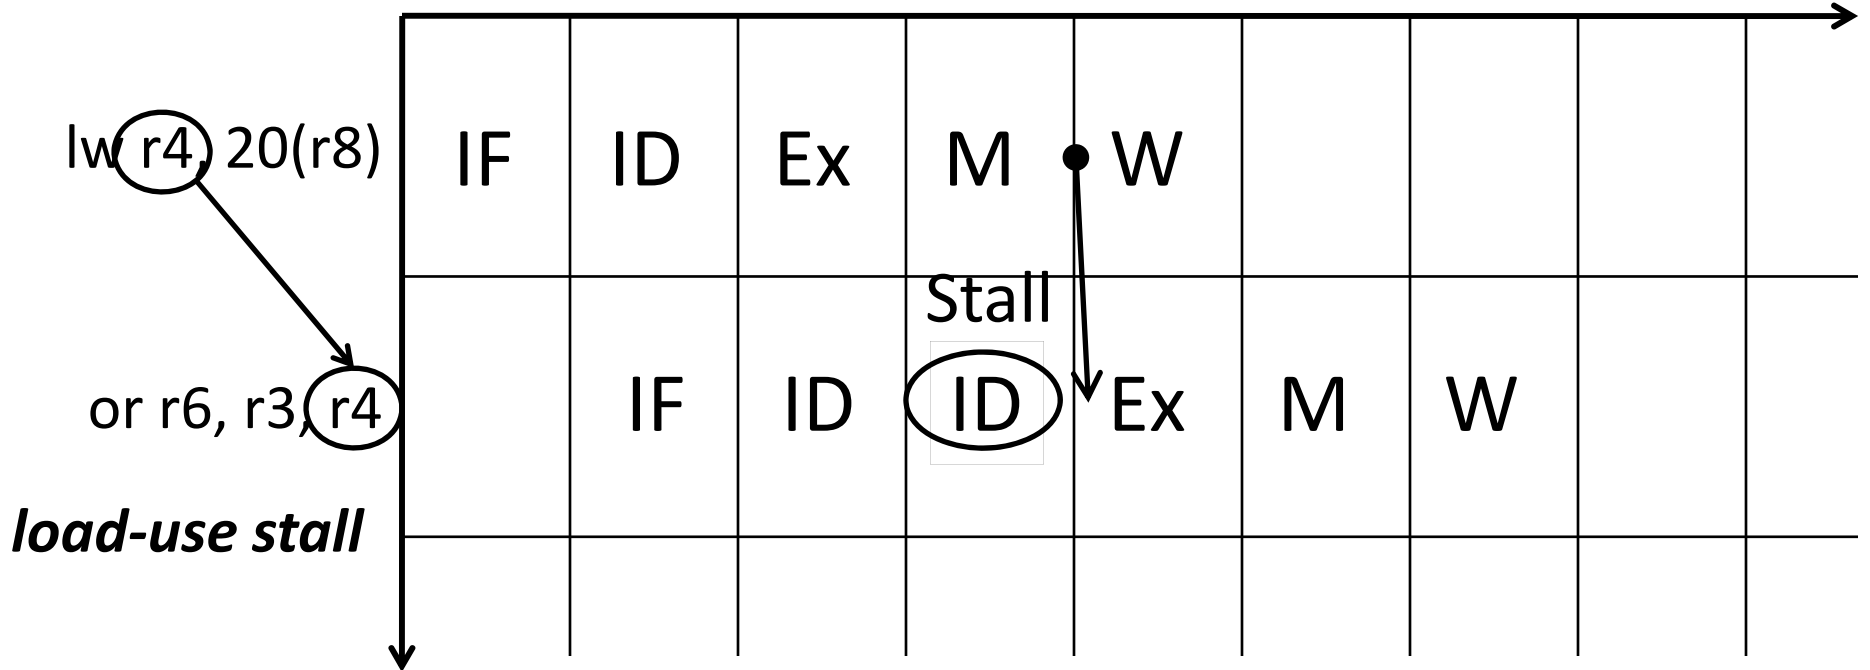 lw r4, 20(r8) IF ID Ex M W
Stall
or r6, r3, r4 IF ID ID Ex M W
load-use stall